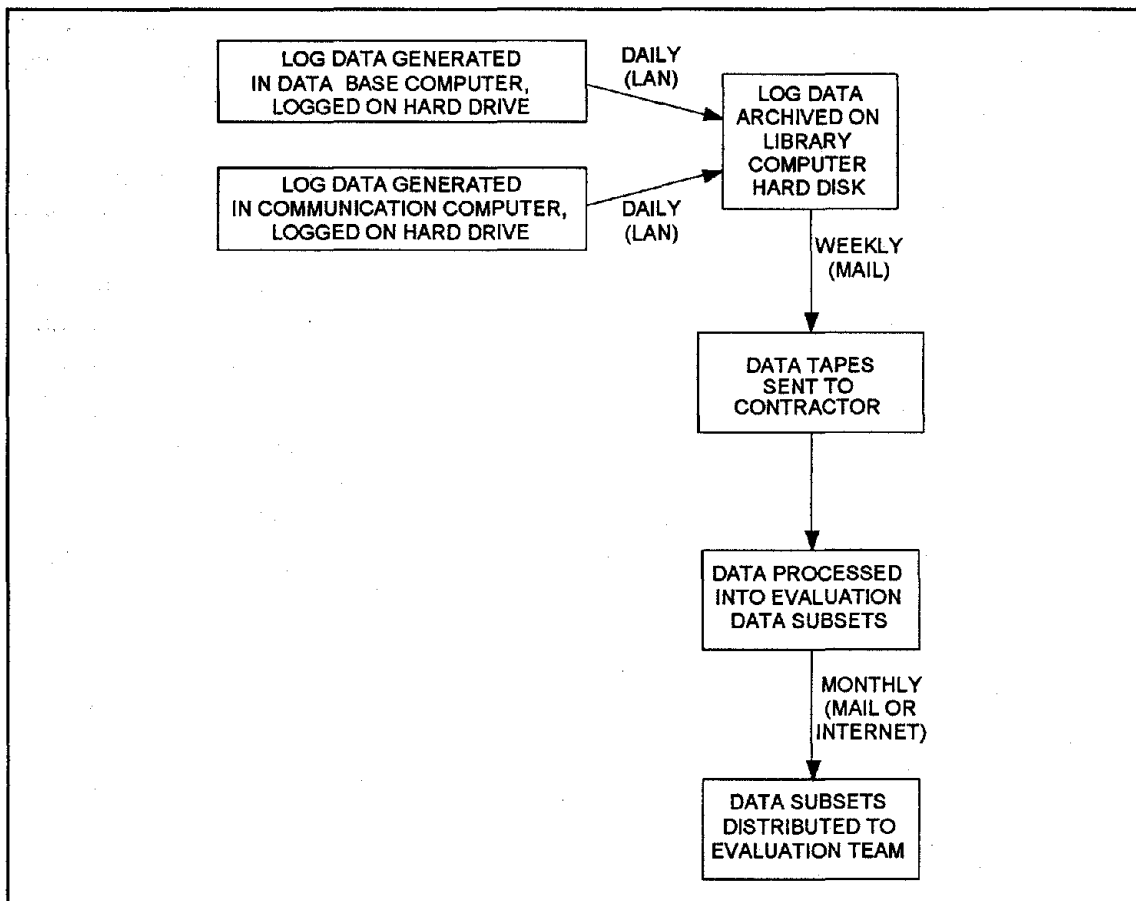 LOG DATA GENERATED
IN DATA BASE COMPUTER,
LOGGED ON HARD DRIVE
DAILY
(LAN)
LOG DATA
ARCHIVED ON
LIBRARY
COMPUTER
HARD DISK
LOG DATA GENERATED
IN COMMUNICATION COMPUTER,
LOGGED ON HARD DRIVE
DAILY
(LAN)
WEEKLY
(MAIL)
DATA TAPES
SENT TO
CONTRACTOR
DATA PROCESSED
INTO EVALUATION
DATA SUBSETS
MONTHLY
(MAIL OR
INTERNET)
DATA SUBSETS
DISTRIBUTED TO
EVALUATION TEAM